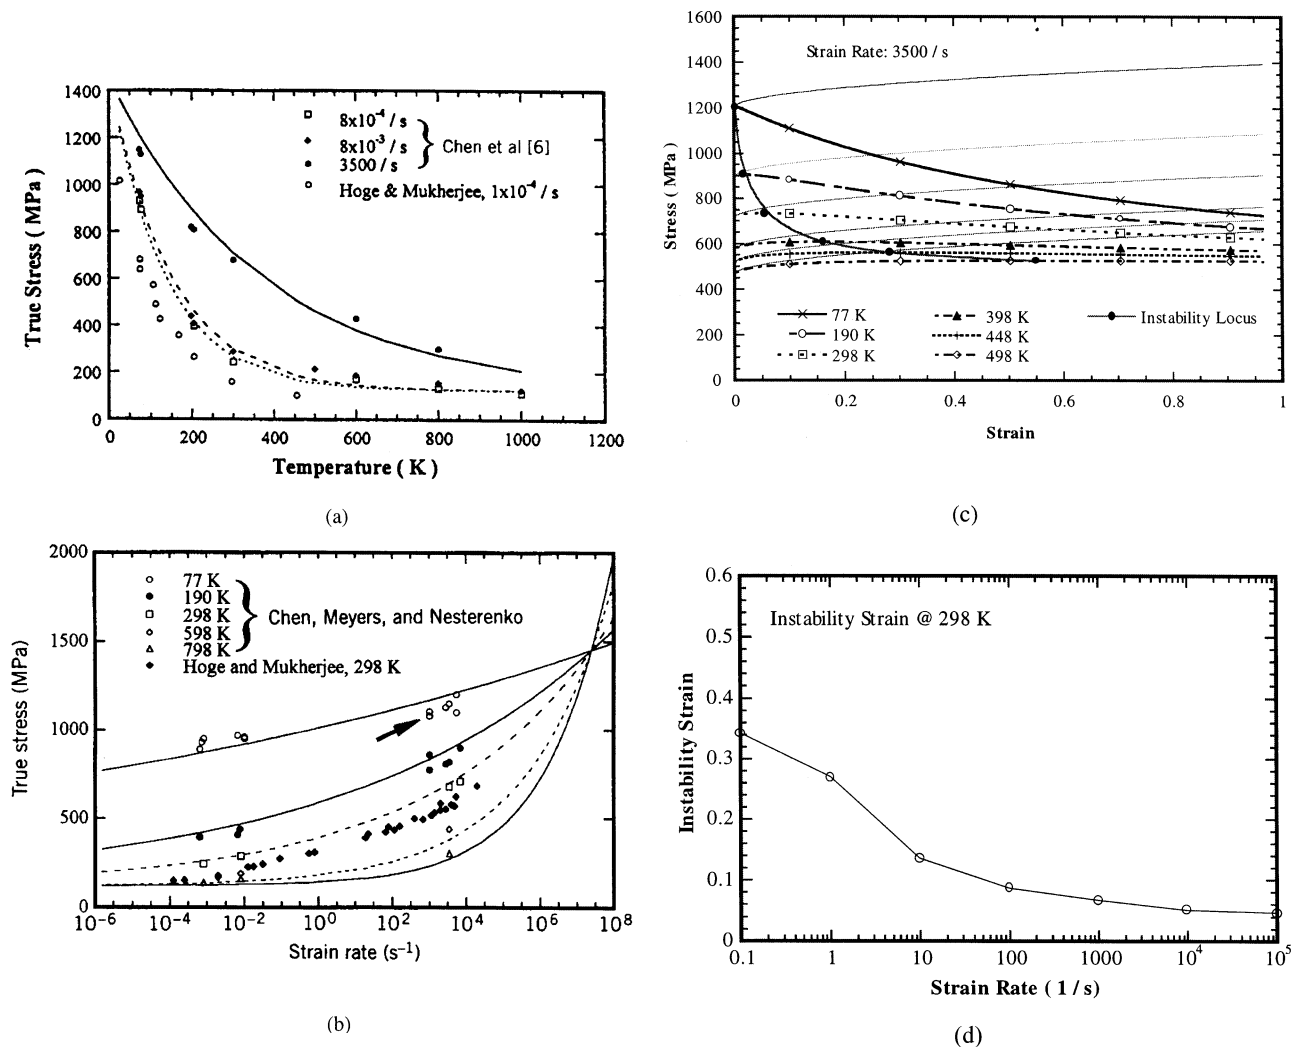 1400
1200
1000
800
600
400
200
0
0
200
400
600
800
1000
1200
True Stress ( MPa)
Temperature ( K )
8x10⁻⁴ / s
8x10⁻³ / s
3500 / s
Chen et al [6]
Hoge & Mukherjee, 1x10⁻⁴ / s
(a)
1600
1400
1200
1000
800
600
400
200
0
0
0.2
0.4
0.6
0.8
1
Stress ( MPa )
Strain
Strain Rate: 3500 / s
77 K
190 K
298 K
398 K
448 K
498 K
Instability Locus
(c)
2000
1500
1000
500
0
10⁻⁶
10⁻⁴
10⁻²
10⁰
10²
10⁴
10⁶
10⁸
True stress (MPa)
Strain rate (s⁻¹)
77 K
190 K
298 K
598 K
798 K
Chen, Meyers, and Nesterenko
Hoge and Mukherjee, 298 K
(b)
0.6
0.5
0.4
0.3
0.2
0.1
0
0.1
1
10
100
1000
10⁴
10⁵
Instability Strain
Strain Rate ( 1 / s)
Instability Strain @ 298 K
(d)